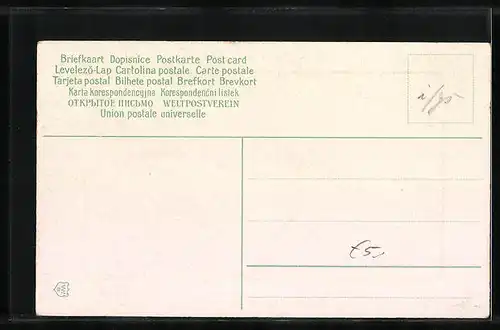 Briefkaart Dopisnice Postkarte Post card
Levelező-Lap Cartolina postale Carte postale
Tarjeta postal Bilhete postal Brefkort Brevkort
Karta korespondencyjna Korespondenční lístek
ОТКРЫТОЕ ПИСЬМО WELTPOSTVEREIN
Union postale universelle
€5,